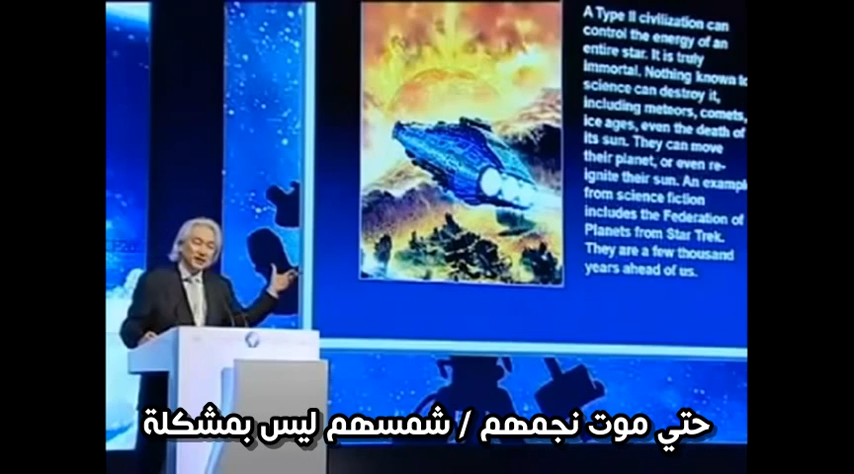 A Type II civilization can
control the energy of an
entire star. It is truly
immortal. Nothing known to
science can destroy it,
including meteors, comets,
ice ages, even the death of
its sun. They can move
their planet, or even re-
ignite their sun. An example
from science fiction
includes the Federation of
Planets from Star Trek.
They are a few thousand
years ahead of us.
حتي موت نجمهم / شمسهم ليس بمشكلة